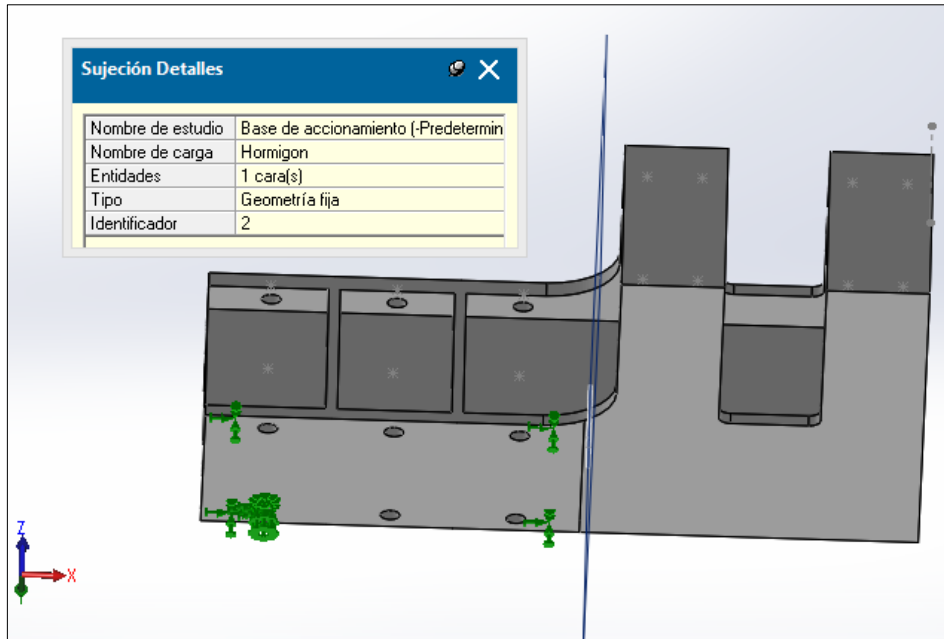 Sujeción Detalles
Nombre de estudio Base de accionamiento (-Predetermin
Nombre de carga Hormigon
Entidades 1 cara(s)
Tipo Geometría fija
Identificador 2
Z
X
Y